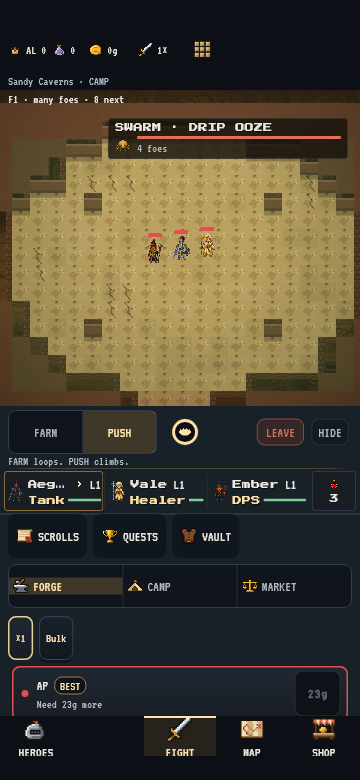 AL 0 0 0g 1X
Sandy Caverns · CAMP
F1 · many foes · 8 next
SWARM · DRIP OOZE
4 foes
FARM PUSH LEAVE HIDE
FARM loops. PUSH climbs.
Aeg… › L1 Vale L1 Ember L1
Tank Healer DPS 3
SCROLLS QUESTS VAULT
FORGE CAMP MARKET
X1 Bulk
AP BEST
Need 23g more
23g
HEROES FIGHT MAP SHOP